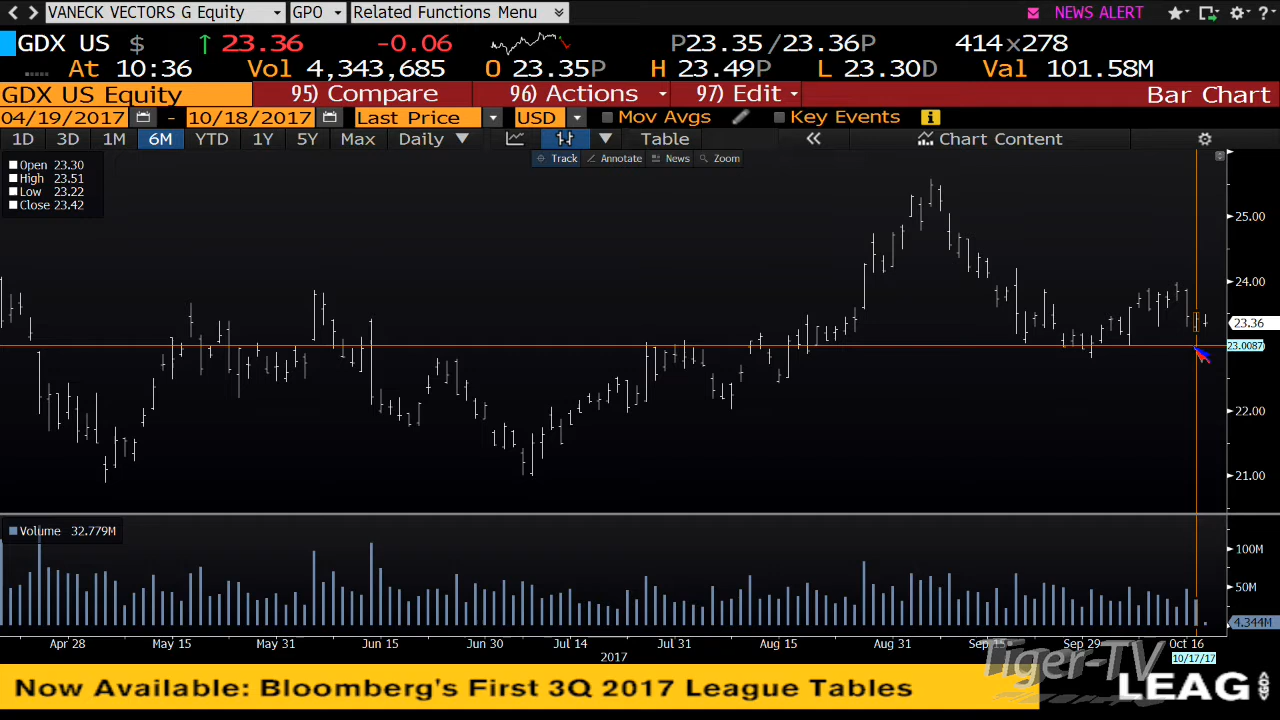 VANECK VECTORS G Equity GPO Related Functions Menu NEWS ALERT ?
GDX US $ ↑ 23.36 -0.06 P23.35/23.36P 414x278
At 10:36 Vol 4,343,685 O 23.35P H 23.49P L 23.30D Val 101.58M
GDX US Equity 95) Compare 96) Actions 97) Edit Bar Chart
04/19/2017 - 10/18/2017 Last Price USD Mov Avgs Key Events i
1D 3D 1M 6M YTD 1Y 5Y Max Daily ▼ ▼ Table « Chart Content
Track Annotate News Zoom
Open 23.30
High 23.51
Low 23.22
Close 23.42
25.00
24.00
23.36
23.0087
22.00
21.00
Volume 32.779M
100M
50M
4.344M
Apr 28 May 15 May 31 Jun 15 Jun 30 Jul 14 Jul 31 Aug 15 Aug 31 Sep 15 Sep 29 Oct 16
2017
10/17/17
Tiger-TV
Now Available: Bloomberg's First 3Q 2017 League Tables
LEAG <GO>